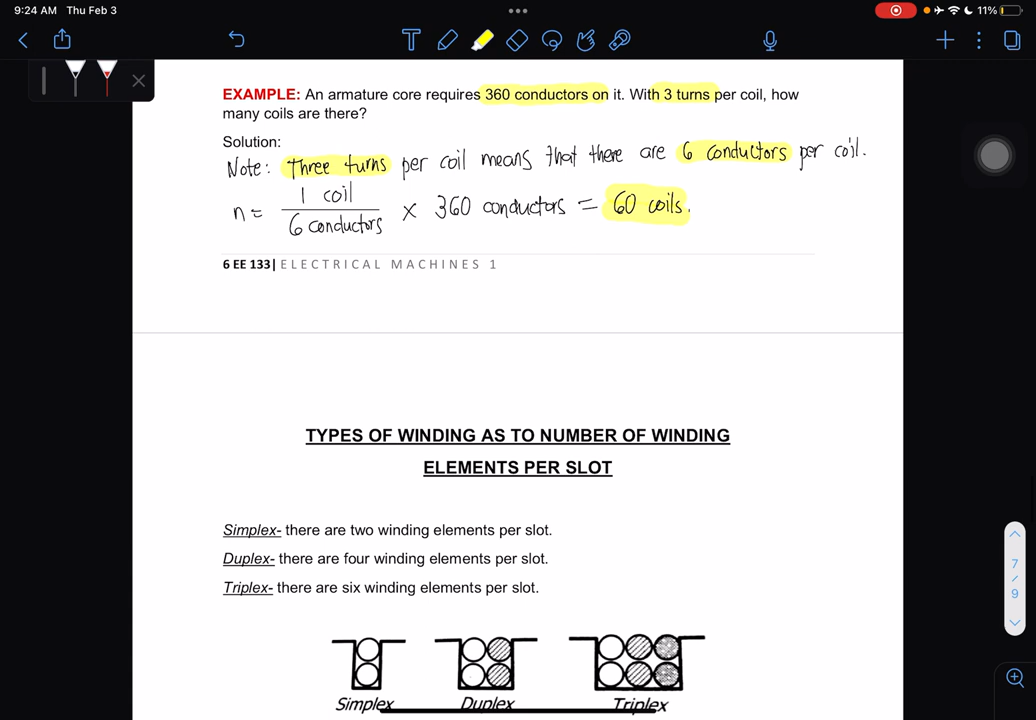 9:24 AM Thu Feb 3
11%
EXAMPLE: An armature core requires 360 conductors on it. With 3 turns per coil, how
many coils are there?
Solution:
Note: Three turns per coil means that there are 6 conductors per coil.
n = 1 coil / 6 conductors × 360 conductors = 60 coils.
6 EE 133| ELECTRICAL MACHINES 1
TYPES OF WINDING AS TO NUMBER OF WINDING
ELEMENTS PER SLOT
Simplex- there are two winding elements per slot.
Duplex- there are four winding elements per slot.
Triplex- there are six winding elements per slot.
Simplex Duplex Triplex
7
/
9